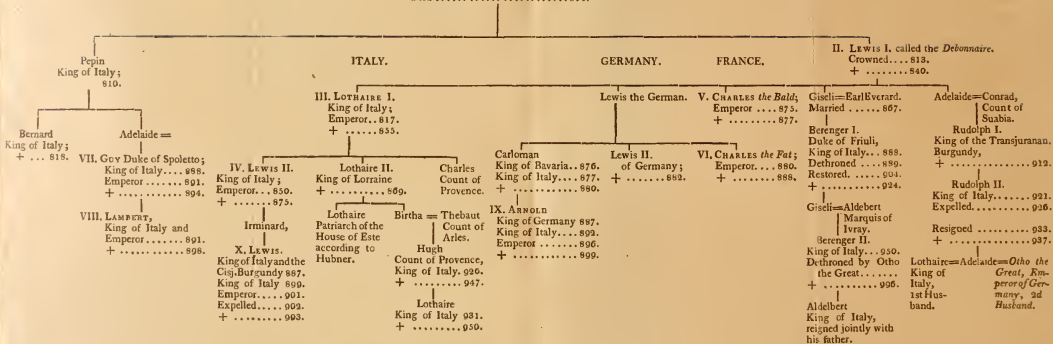 Pepin
King of Italy;
810.
ITALY.
GERMANY.
FRANCE.
II. LEWIS I. called the Debonnaire.
Crowned.... 813.
+ ........ 840.
Bernard
King of Italy;
+ ... 818.
Adelaide =
VII. GUY Duke of Spoletto;
King of Italy.... 888.
Emperor ....... 891.
+ .......... 894.
VIII. LAMPERT,
King of Italy and
Emperor ....... 891.
+ .......... 898.
III. LOTHAIRE I.
King of Italy;
Emperor.. 817.
+ ...... 855.
IV. LEWIS II.
King of Italy;
Emperor... 850.
+ ....... 875.
Irminard,
X. LEWIS.
King of Italy and the
Cisj. Burgundy 887.
King of Italy 899.
Emperor..... 901.
Expelled..... 902.
+ .......... 903.
Lothaire II.
King of Lorraine
+ .......... 869.
Charles
Count of
Provence.
Lothaire
Patriarch of the
House of Este
according to
Hubner.
Birtha = Thebaut
Count of
Arles.
Hugh
Count of Provence,
King of Italy. 926.
+ ......... 947.
Lothaire
King of Italy 931.
+ .......... 950.
Lewis the German.
Carloman
King of Bavaria.. 876.
King of Italy.... 877.
+ .......... 880.
IX. ARNOLD
King of Germany 887.
King of Italy.... 892.
Emperor ...... 896.
+ .......... 899.
Lewis II.
of Germany;
+ ....... 882.
VI. CHARLES the Fat;
Emperor.... 880.
+ ........ 888.
V. CHARLES the Bald;
Emperor .... 875.
+ ....... 877.
Giseli=Earl Everard.
Married ...... 867.
Berenger I.
Duke of Friuli,
King of Italy... 888.
Dethroned .... 889.
Restored. ..... 904.
+ .......... 924.
Giseli=Aldebert
Marquis of
Ivray.
Berenger II.
King of Italy.... 950.
Dethroned by Otho
the Great.......
+ .......... 996.
Aldelbert
King of Italy,
reigned jointly with
his father.
Adelaide=Conrad,
Count of
Suabia.
Rudolph I.
King of the Transjuranan
Burgundy,
+ .......... 912.
Rudolph II.
King of Italy..... 921.
Expelled........ 926.
Resigoed ....... 933.
+ .......... 937.
Lothaire=Adelaide=Otho the
King of Great, Em-
Italy, peror of Ger-
1st Hus- many, 2d
band. Husband.